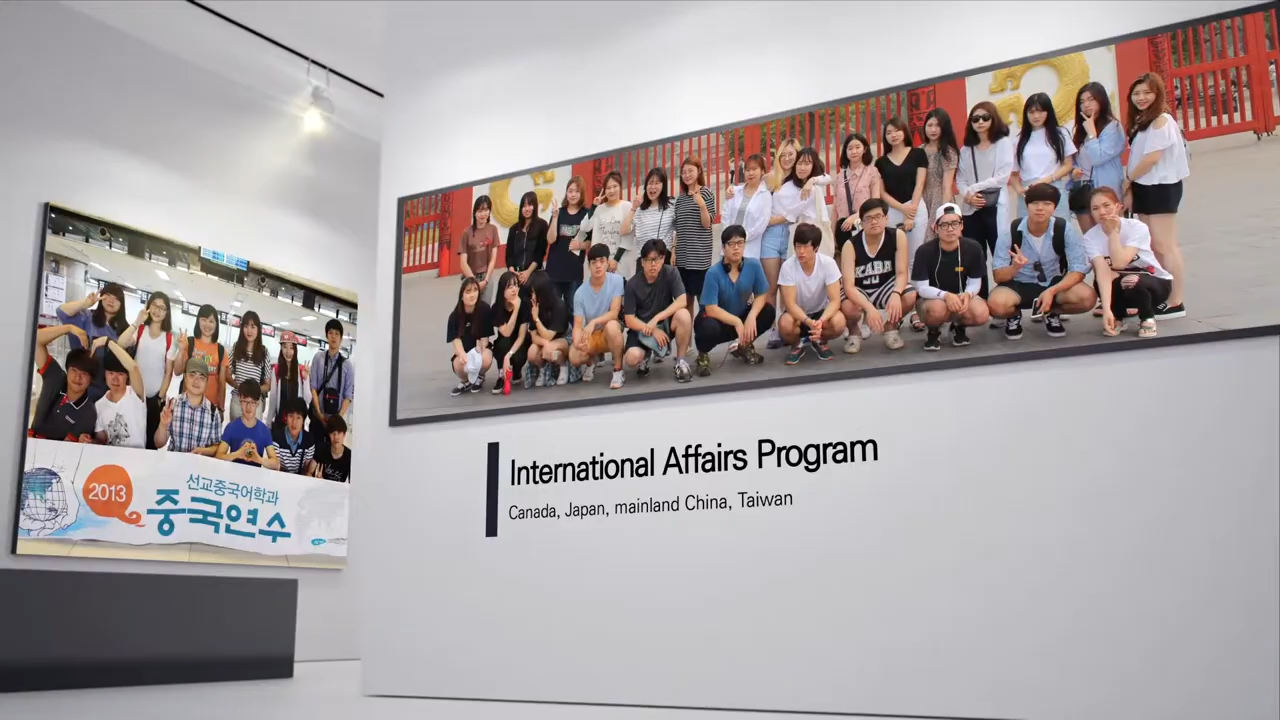 2013
선교중국어학과
중국연수
KABA
International Affairs Program
Canada, Japan, mainland China, Taiwan